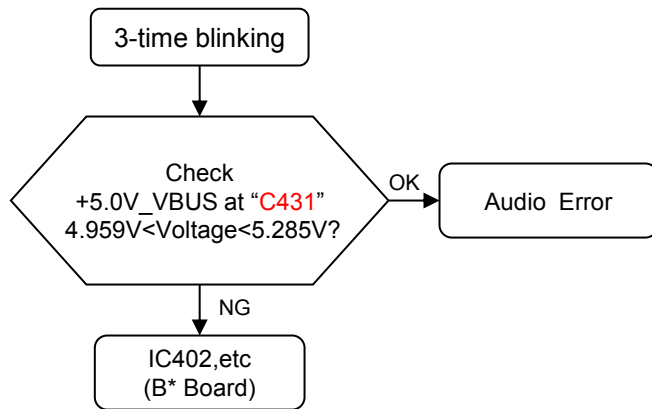 3-time blinking
Check
+5.0V_VBUS at “C431”
4.959V<Voltage<5.285V?
OK
Audio Error
NG
IC402,etc
(B* Board)